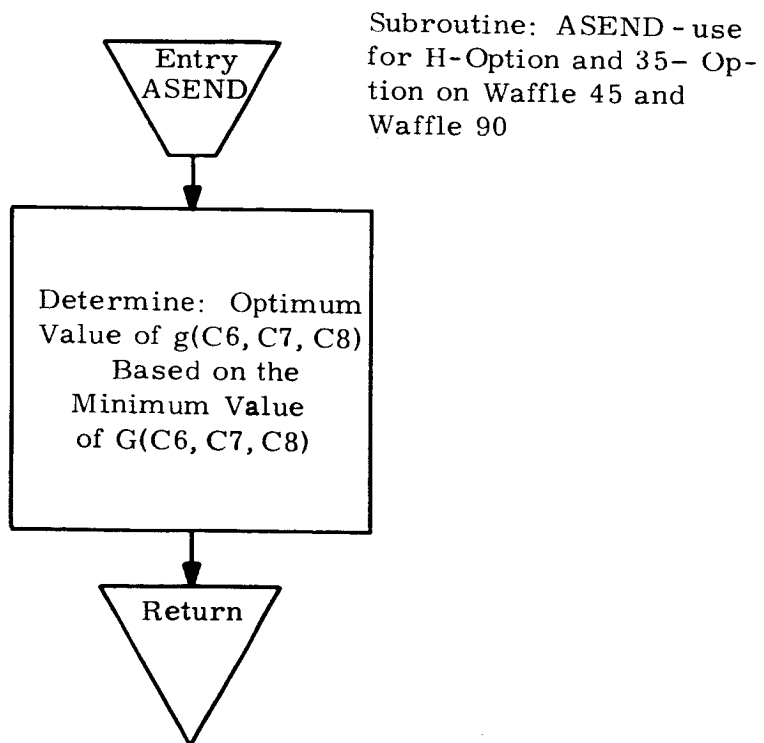 Subroutine: ASEND - use
for H-Option and 35- Op-
tion on Waffle 45 and
Waffle 90
Entry
ASEND
Determine: Optimum
Value of g(C6, C7, C8)
Based on the
Minimum Value
of G(C6, C7, C8)
Return